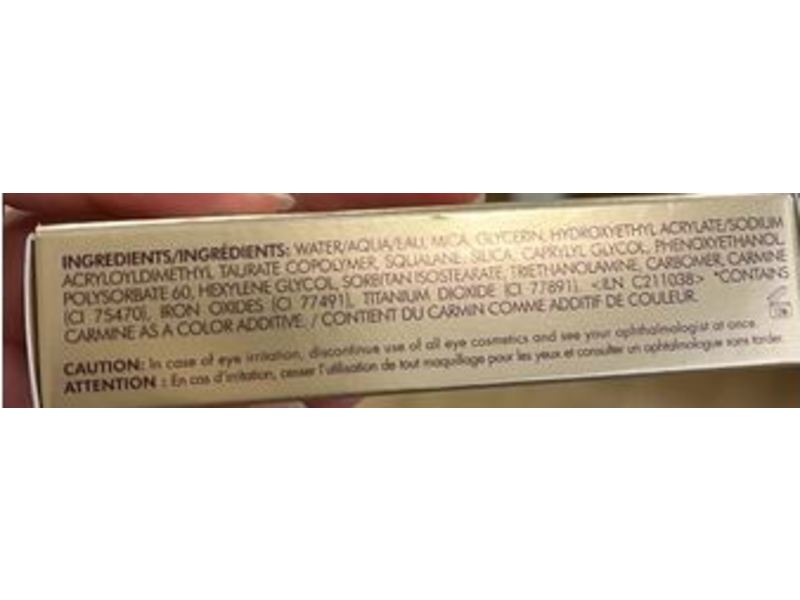 INGREDIENTS/INGRÉDIENTS: WATER/AQUA/EAU, MICA, GLYCERIN, HYDROXYETHYL ACRYLATE/SODIUM
ACRYLOYLDIMETHYL TAURATE COPOLYMER, SQUALANE, SILICA, CAPRYLYL GLYCOL, PHENOXYETHANOL,
POLYSORBATE 60, HEXYLENE GLYCOL, SORBITAN ISOSTEARATE, TRIETHANOLAMINE, CARBOMER, CARMINE
(CI 75470), IRON OXIDES (CI 77491), TITANIUM DIOXIDE (CI 77891). <ILN C211038> *CONTAINS
CARMINE AS A COLOR ADDITIVE. / CONTIENT DU CARMIN COMME ADDITIF DE COULEUR.
CAUTION: In case of eye irritation, discontinue use of all eye cosmetics and see your ophthalmologist at once.
ATTENTION : En cas d'irritation, cesser l'utilisation de tout maquillage pour les yeux et consulter un ophtalmologue sans tarder.